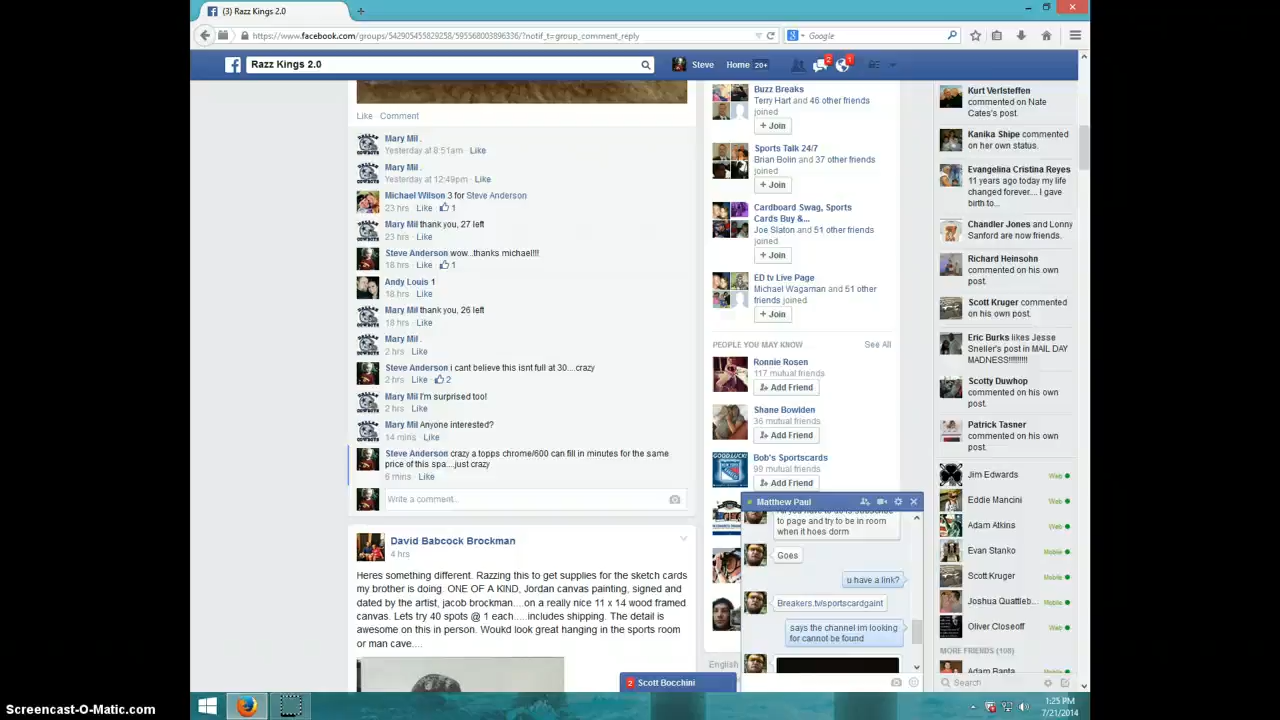 (3) Razz Kings 2.0
https://www.facebook.com/groups/542905455829258/595568003896336/?notif_t=group_comment_reply
Google
Razz Kings 2.0
Steve
Home 20+
2
1
Like Comment
Mary Mil .
Yesterday at 8:51am Like
Mary Mil .
Yesterday at 12:49pm Like
Michael Wilson 3 for Steve Anderson
23 hrs Like 1
Mary Mil thank you, 27 left
23 hrs Like
Steve Anderson wow...thanks michael!!!!
18 hrs Like 1
Andy Louis 1
18 hrs Like
Mary Mil thank you, 26 left
18 hrs Like
Mary Mil .
2 hrs Like
Steve Anderson i cant believe this isnt full at 30....crazy
2 hrs Like 2
Mary Mil I'm surprised too!
2 hrs Like
Mary Mil Anyone interested?
14 mins Like
Steve Anderson crazy a topps chrome/600 can fill in minutes for the same
price of this spa....just crazy
6 mins Like
Write a comment...
David Babcock Brockman
4 hrs
Heres something different. Razzing this to get supplies for the sketch cards
my brother is doing. ONE OF A KIND, Jordan canvas painting, signed and
dated by the artist, jacob brockman....on a really nice 11 x 14 wood framed
canvas. Lets try 40 spots @ 1 each.....includes shipping. The detail is
awesome on this in person. Woukd look great hanging in the sports room
or man cave....
Buzz Breaks
Terry Hart and 46 other friends
joined
+ Join
Sports Talk 24/7
Brian Bolin and 37 other friends
joined
+ Join
Cardboard Swag, Sports
Cards Buy &...
Joe Slaton and 51 other friends
joined
+ Join
ED tv Live Page
Michael Wagaman and 51 other
friends joined
+ Join
PEOPLE YOU MAY KNOW See All
Ronnie Rosen
117 mutual friends
Add Friend
Shane Bowlden
36 mutual friends
Add Friend
Bob's Sportscards
99 mutual friends
Add Friend
English
Matthew Paul
to page and try to be in room
when it hoes dorm
Goes
u have a link?
Breakers.tv/sportscardgaint
says the channel im looking
for cannot be found
2 Scott Bocchini
Kurt Verlsteffen
commented on Nate
Cates's post.
Kanika Shipe commented
on her own status.
Evangelina Cristina Reyes
11 years ago today my life
changed forever.... I gave
birth to...
Chandler Jones and Lonny
Sanford are now friends.
Richard Heinsohn
commented on his own
post.
Scott Kruger commented
on his own post.
Eric Burks likes Jesse
Sneller's post in MAIL DAY
MADNESS!!!!!!!!!
Scotty Duwhop
commented on his own
post.
Patrick Tasner
commented on his own
post.
Jim Edwards Web
Eddie Mancini Web
Adam Atkins Web
Evan Stanko Mobile
Scott Kruger Mobile
Joshua Quattleb... Mobile
Oliver Closeoff Web
MORE FRIENDS (108)
Adam Banta
Search
1:25 PM
7/21/2014
Screencast-O-Matic.com